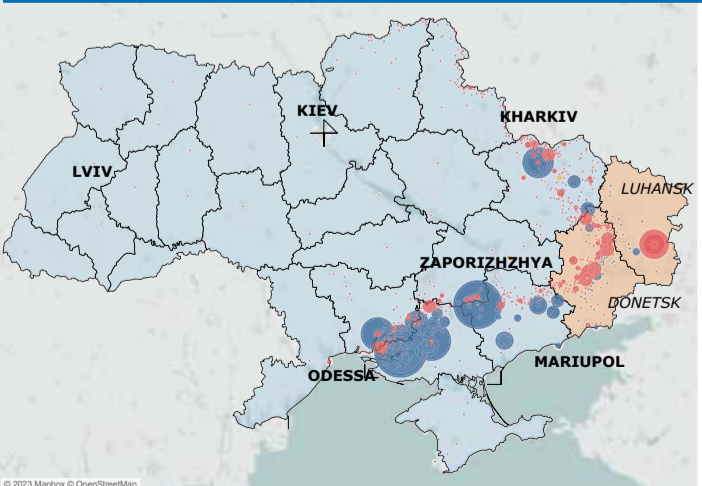 KIEV
KHARKIV
LVIV
LUHANSK
ZAPORIZHZHYA
DONETSK
MARIUPOL
ODESSA
© 2023 Mapbox © OpenStreetMap